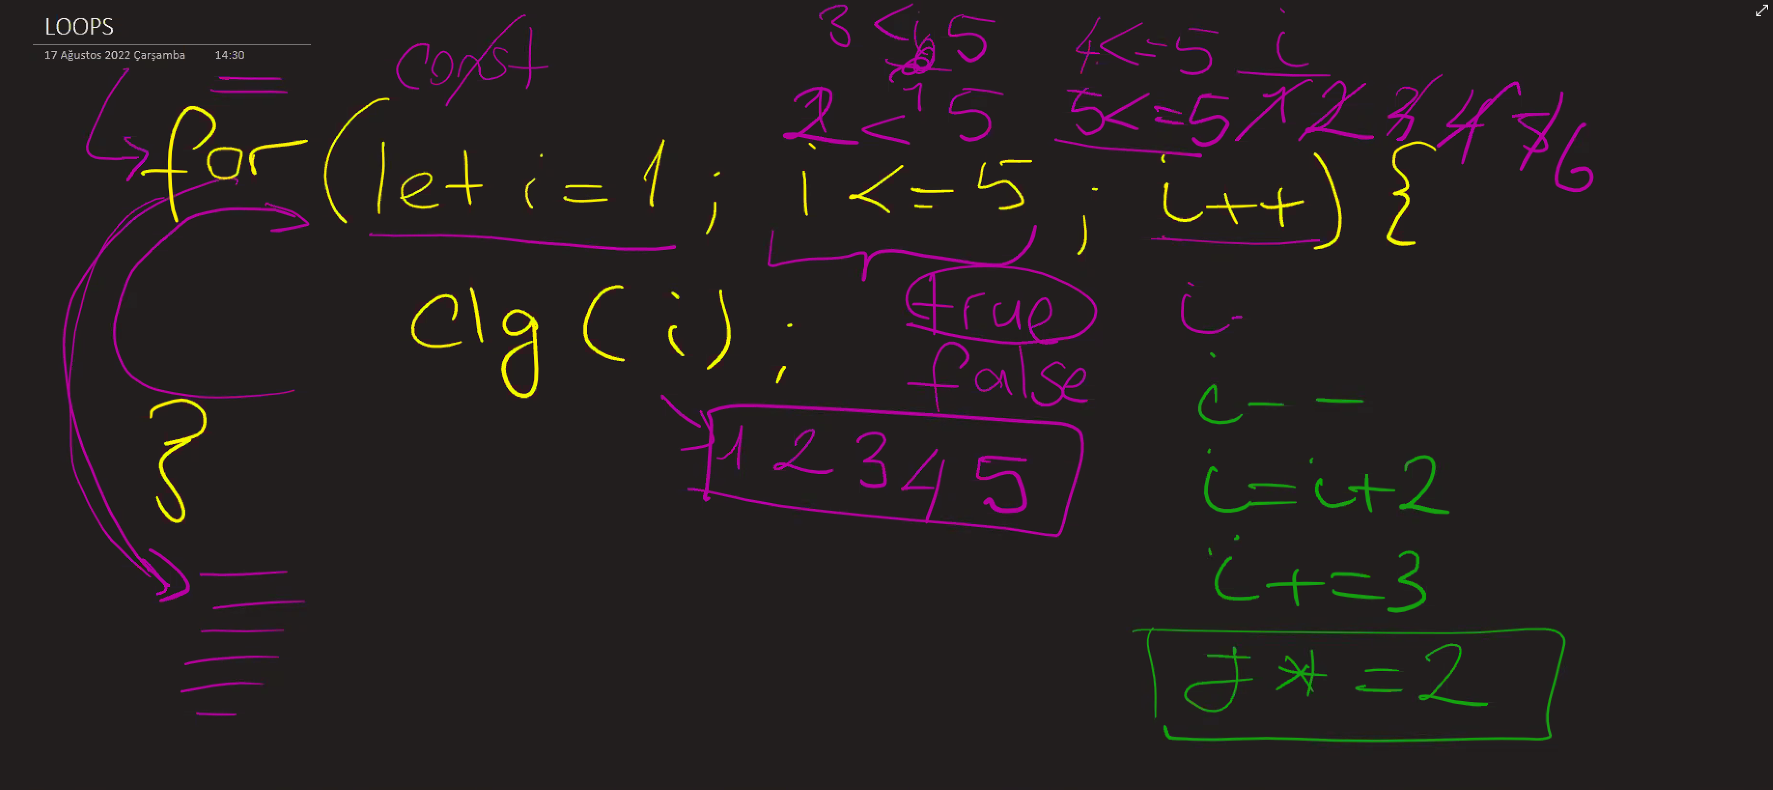 LOOPS
17 Ağustos 2022 Çarşamba 14:30
const
3 < 5
4 <= 5 i
2 < 5 5 <= 5 1 2 3 4 5 6
for (let i = 1 ; i <= 5 ; i++) {
clg (i) ; true i -
false i - -
1 2 3 4 5
i = i + 2
}
i += 3
J * = 2